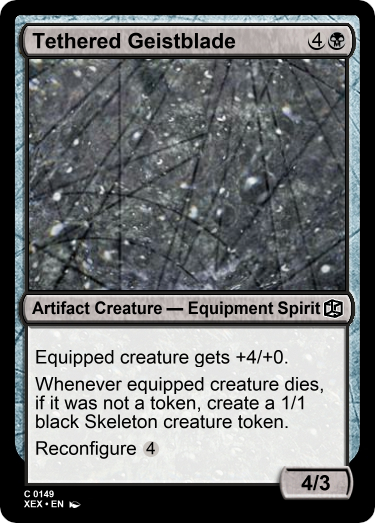 Tethered Geistblade 4
Artifact Creature — Equipment Spirit
Equipped creature gets +4/+0.
Whenever equipped creature dies,
if it was not a token, create a 1/1
black Skeleton creature token.
Reconfigure 4
4/3
C 0149
XEX • EN